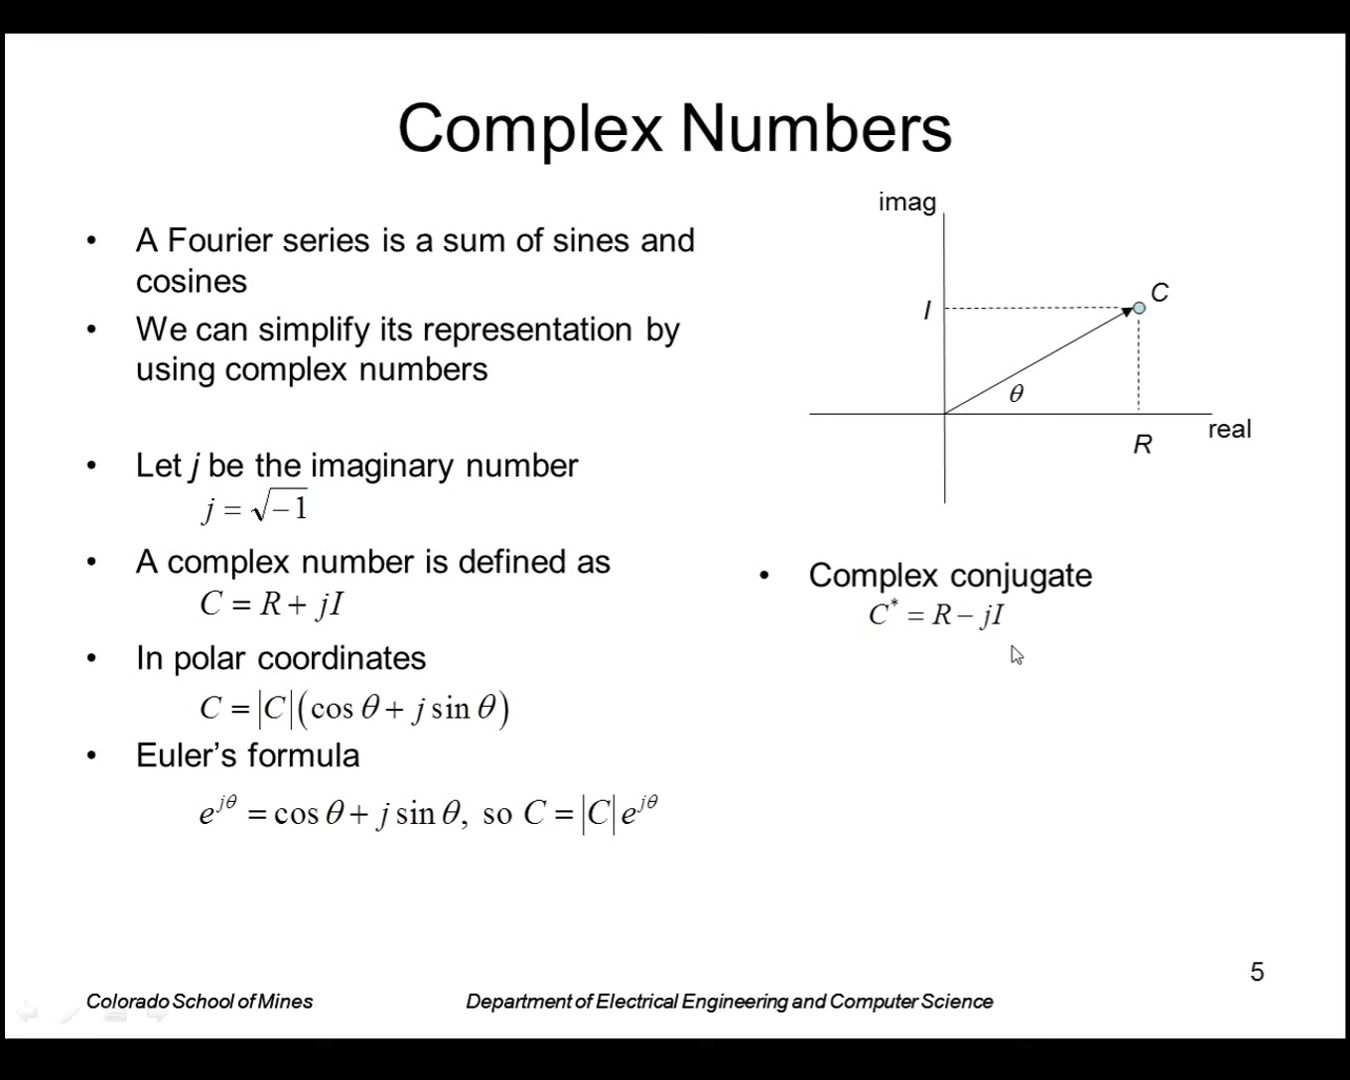 Complex Numbers
• A Fourier series is a sum of sines and
cosines
• We can simplify its representation by
using complex numbers
• Let j be the imaginary number
j = √−1
• A complex number is defined as
C = R + jI
• In polar coordinates
C = |C|(cos θ + j sin θ)
• Euler’s formula
e^{jθ} = cos θ + j sin θ, so C = |C| e^{jθ}
imag
C
I
θ
real
R
• Complex conjugate
C* = R − jI
5
Colorado School of Mines
Department of Electrical Engineering and Computer Science